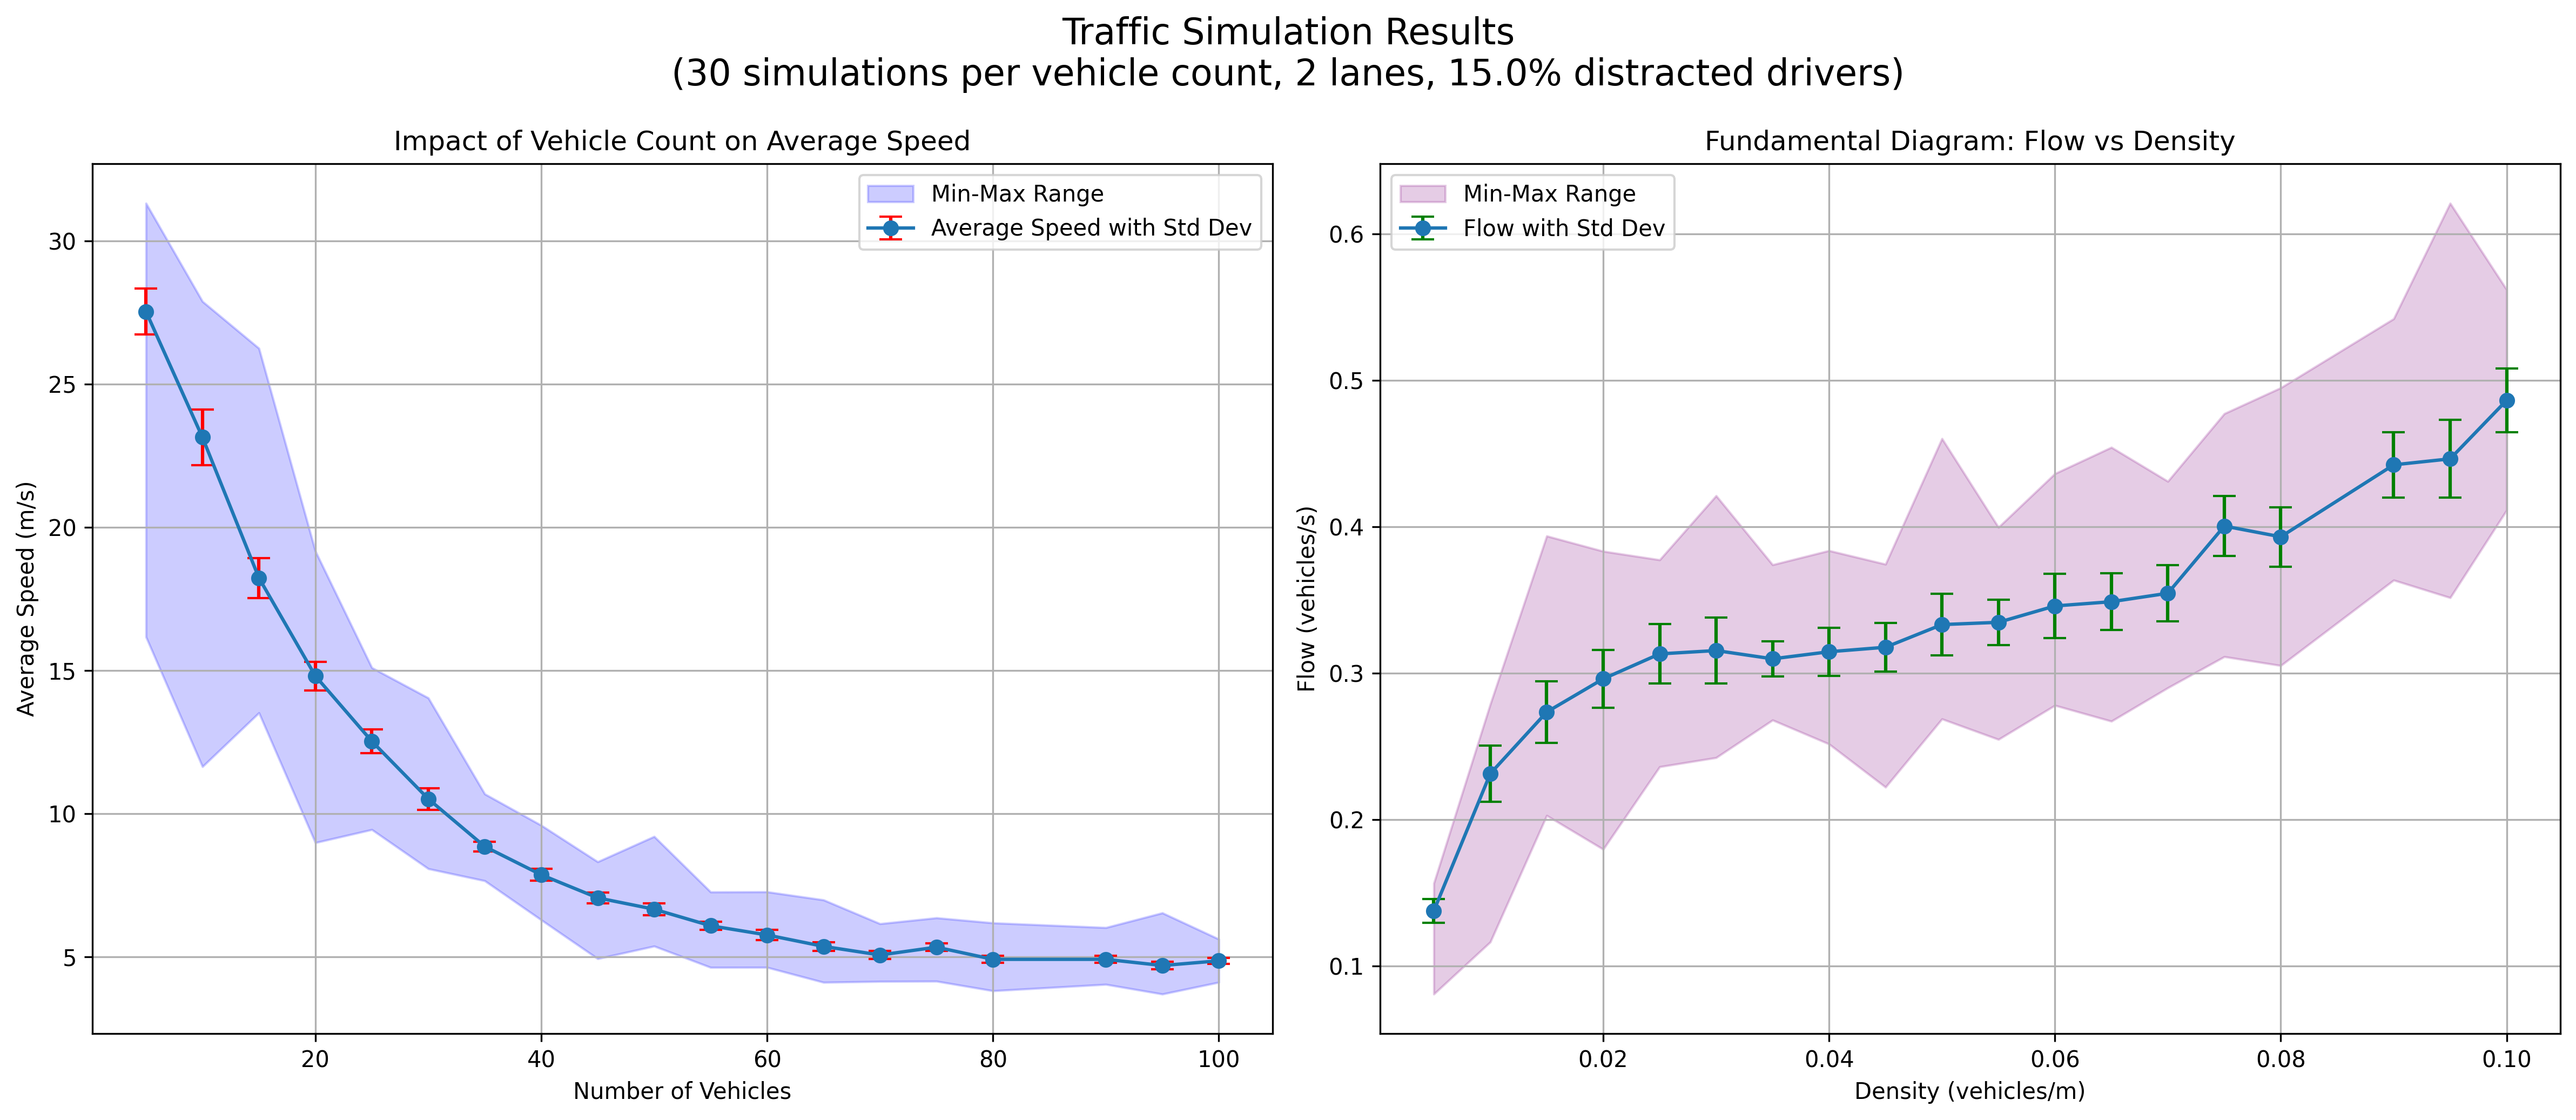 Traffic Simulation Results
(30 simulations per vehicle count, 2 lanes, 15.0% distracted drivers)
Impact of Vehicle Count on Average Speed
Min-Max Range
Average Speed with Std Dev
30
25
20
15
10
5
Average Speed (m/s)
20
40
60
80
100
Number of Vehicles
Fundamental Diagram: Flow vs Density
Min-Max Range
Flow with Std Dev
0.6
0.5
0.4
0.3
0.2
0.1
Flow (vehicles/s)
0.02
0.04
0.06
0.08
0.10
Density (vehicles/m)